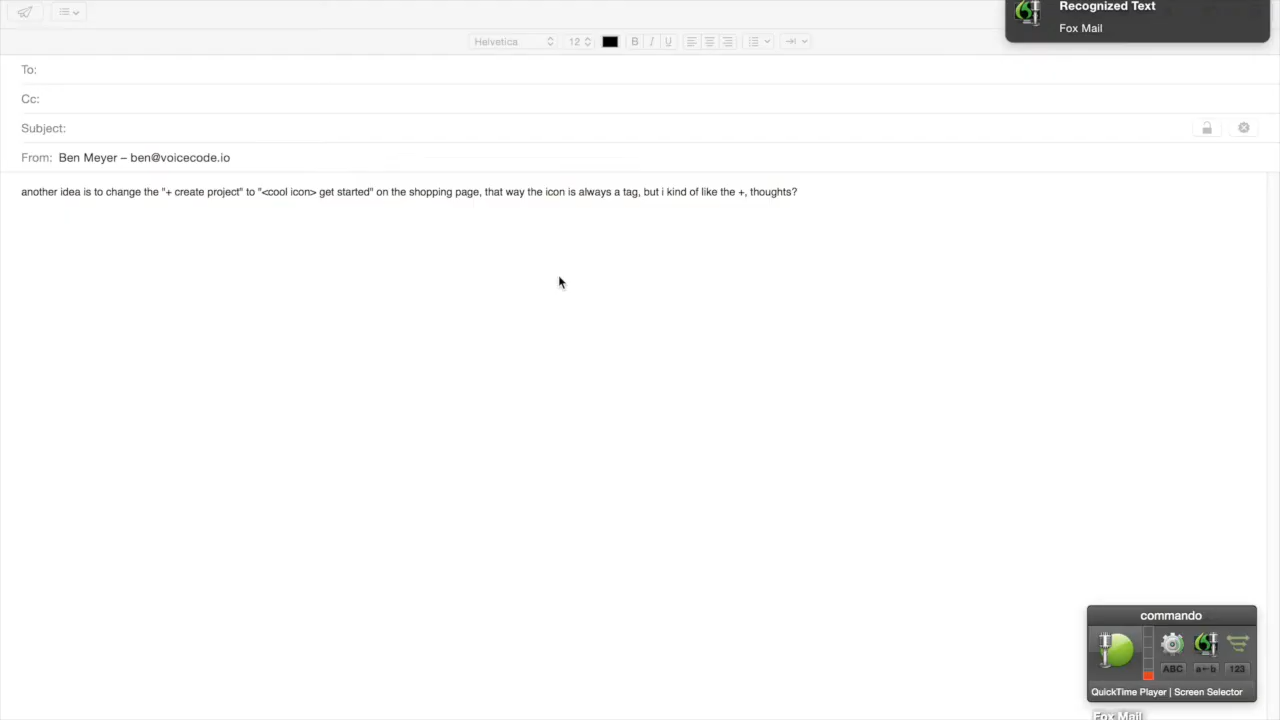 Recognized Text
Fox Mail
Helvetica 12 B I U
To:
Cc:
Subject:
From: Ben Meyer – ben@voicecode.io
another idea is to change the "+ create project" to "<cool icon> get started" on the shopping page, that way the icon is always a tag, but i kind of like the +, thoughts?
commando
ABC a←b 123
QuickTime Player | Screen Selector
Fox Mail